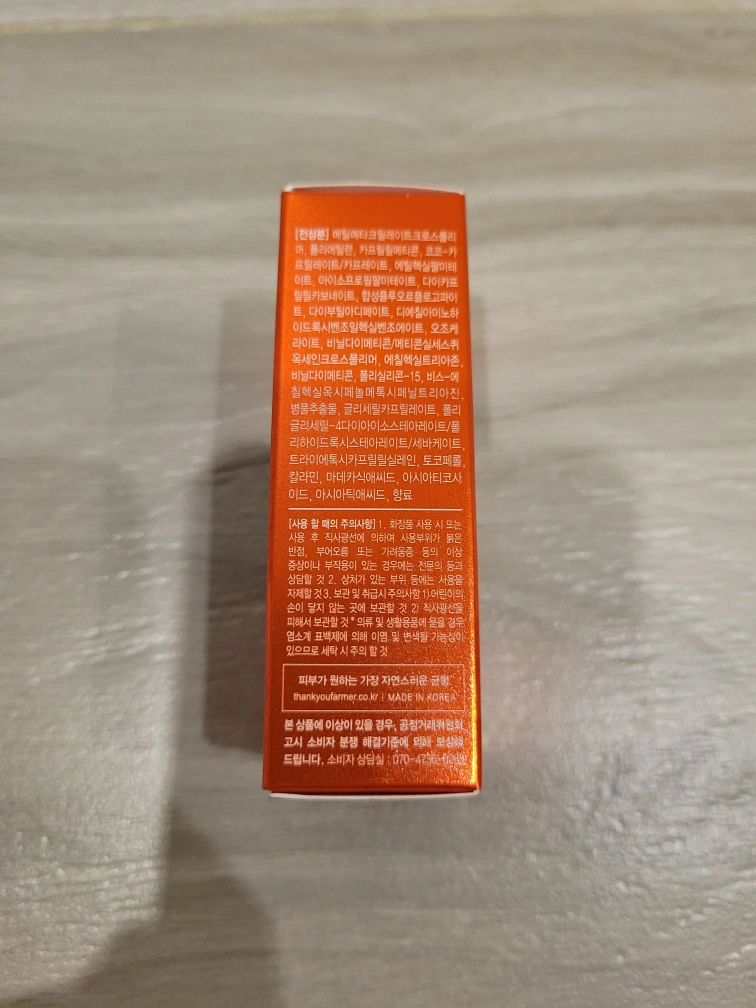 [전성분] 메틸메타크릴레이트크로스폴리
머, 폴리에틸렌, 카프릴릴메티콘, 코코-카
프릴레이트/카프레이트, 에틸헥실팔미테
이트, 아이소프로필팔미테이트, 다이카프
릴릴카보네이트, 합성플루오르플로고파이
트, 다이부틸아디페이트, 디에칠아미노하
이드록시벤조일헥실벤조에이트, 오조케
라이트, 비닐다이메티콘/메티콘실세스퀴
옥세인크로스폴리머, 에칠헥실트리아존,
비닐다이메티콘, 폴리실리콘-15, 비스-에
칠헥실옥시페놀메톡시페닐트리아진,
병풀추출물, 글리세릴카프릴레이트, 폴리
글리세릴-4다이아이소스테아레이트/폴
리하이드록시스테아레이트/세바케이트,
트라이에톡시카프릴릴실레인, 토코페롤,
칼라민, 마데카식애씨드, 아시아티코사
이드, 아시아틱애씨드, 향료
[사용 할 때의 주의사항] 1. 화장품 사용 시 또는
사용 후 직사광선에 의하여 사용부위가 붉은
반점, 부어오름 또는 가려움증 등의 이상
증상이나 부작용이 있는 경우에는 전문의 등과
상담할 것 2. 상처가 있는 부위 등에는 사용을
자제할 것 3. 보관 및 취급시 주의사항 1) 어린이의
손이 닿지 않는 곳에 보관할 것 2) 직사광선을
피해서 보관할 것 * 의류 및 생활용품에 묻을 경우
염소계 표백제에 의해 이염 및 변색될 가능성이
있으므로 세탁 시 주의 할 것
피부가 원하는 가장 자연스러운 균형
thankyoufarmer.co.kr | MADE IN KOREA
본 상품에 이상이 있을 경우, 공정거래위원회
고시 소비자 분쟁 해결기준에 의해 보상해
드립니다. 소비자 상담실 :